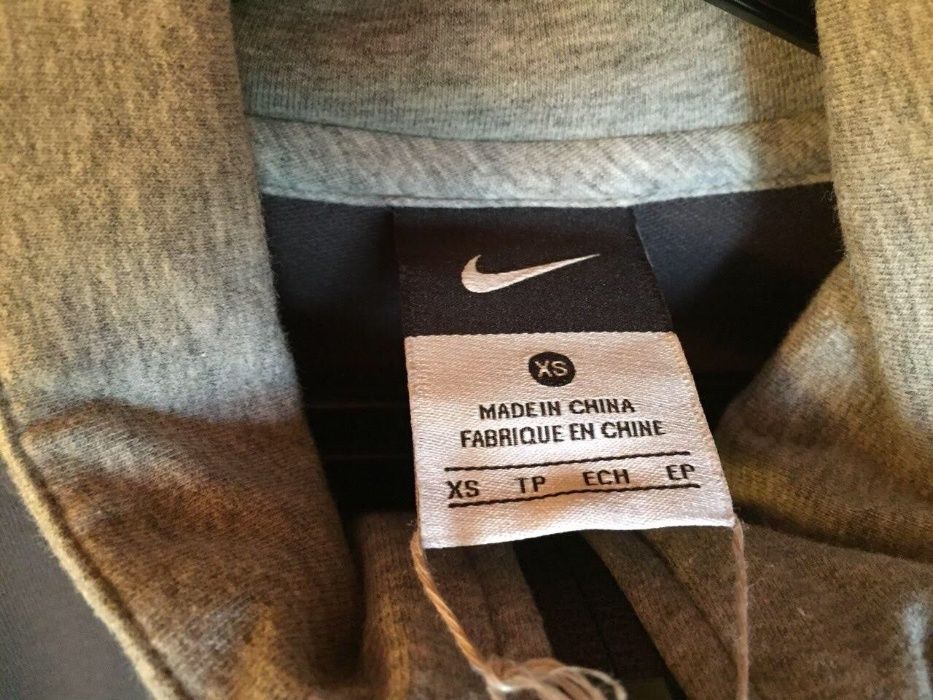 XS
MADE IN CHINA
FABRIQUE EN CHINE
XS TP ECH EP